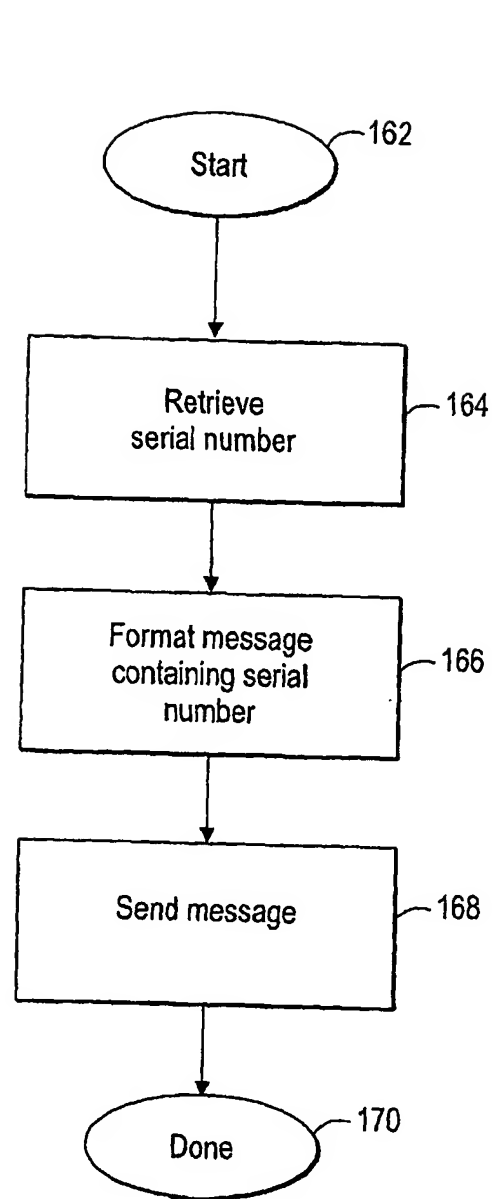 Start
162
Retrieve
serial number
164
Format message
containing serial
number
166
Send message
168
Done
170